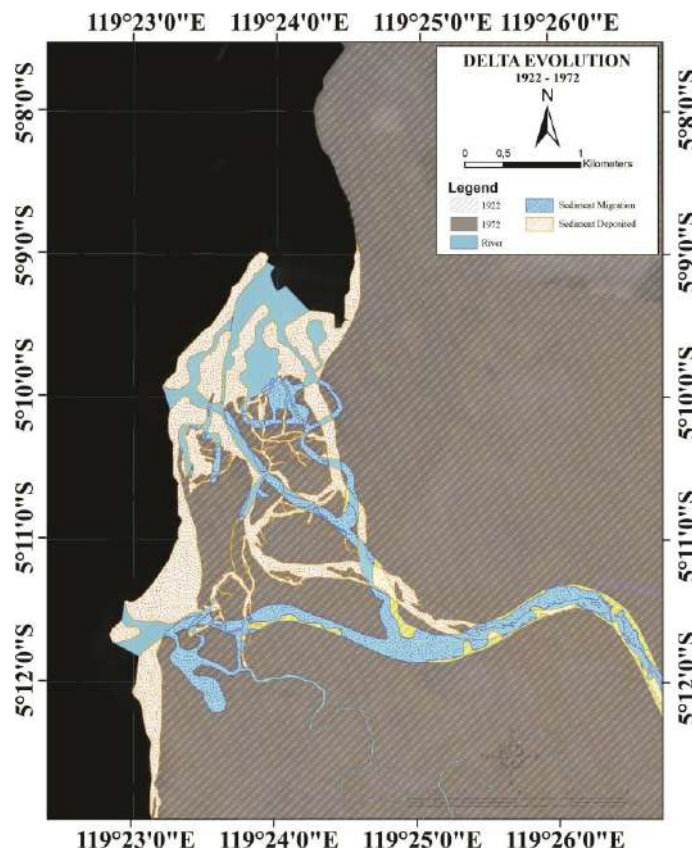 119°23'0"E 119°24'0"E 119°25'0"E 119°26'0"E
DELTA EVOLUTION
1922 - 1972
N
0 0,5 1
Kilometers
Legend
1922
1972
River
Sediment Migration
Sediment Deposited
5°8'0"S 5°8'0"S
5°9'0"S 5°9'0"S
5°10'0"S 5°10'0"S
5°11'0"S 5°11'0"S
5°12'0"S 5°12'0"S
119°23'0"E 119°24'0"E 119°25'0"E 119°26'0"E